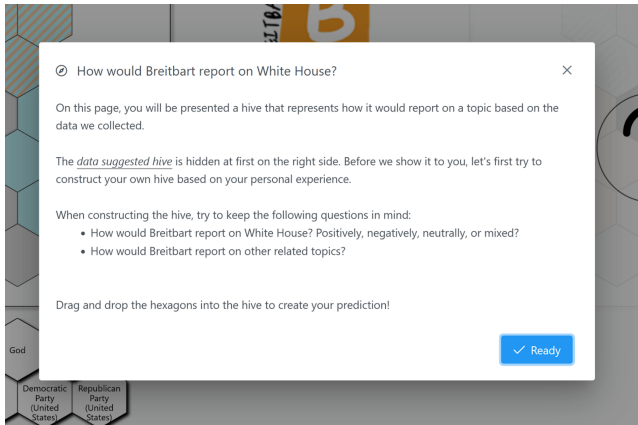 How would Breitbart report on White House?
On this page, you will be presented a hive that represents how it would report on a topic based on the
data we collected.
The data suggested hive is hidden at first on the right side. Before we show it to you, let's first try to
construct your own hive based on your personal experience.
When constructing the hive, try to keep the following questions in mind:
• How would Breitbart report on White House? Positively, negatively, neutrally, or mixed?
• How would Breitbart report on other related topics?
Drag and drop the hexagons into the hive to create your prediction!
Ready
God
Democratic
Party
(United
States)
Republican
Party
(United
States)